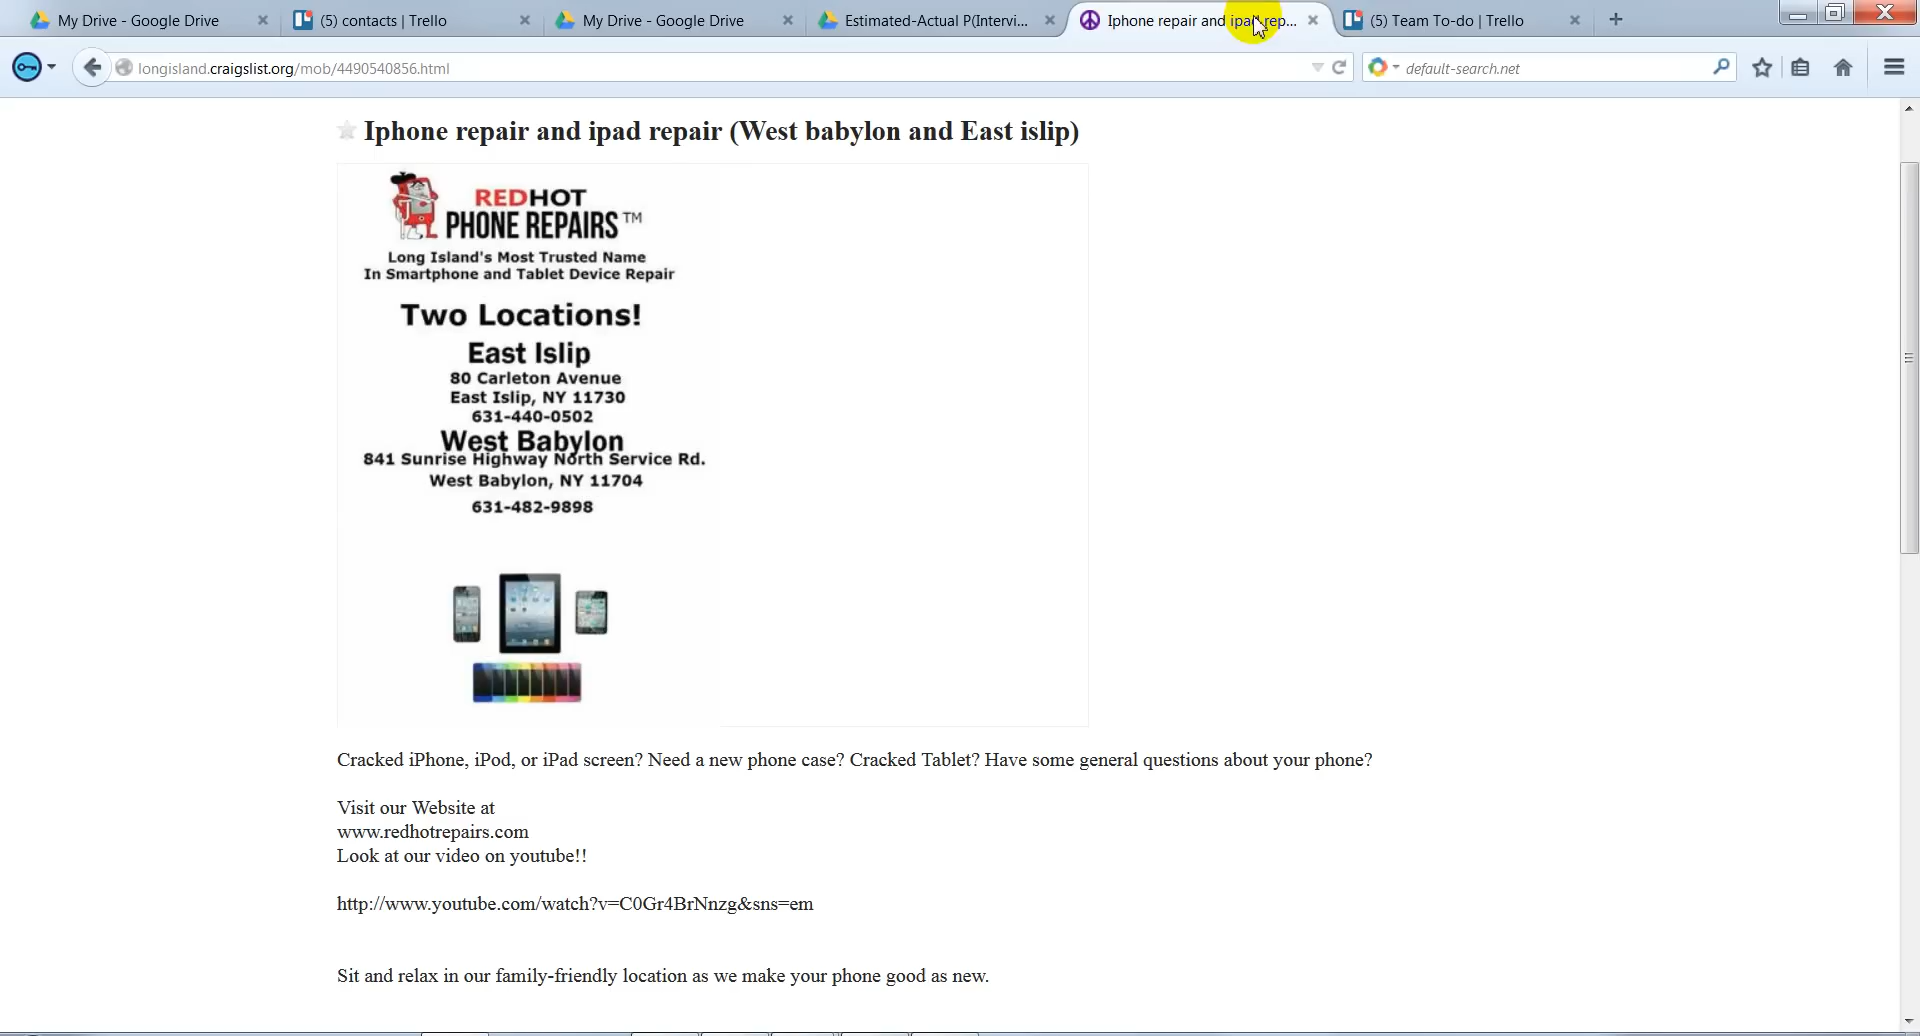 My Drive - Google Drive
(5) contacts | Trello
My Drive - Google Drive
Estimated-Actual P(Intervi...
Iphone repair and ipad rep...
(5) Team To-do | Trello
longisland.craigslist.org/mob/4490540856.html
default-search.net
Iphone repair and ipad repair (West babylon and East islip)
REDHOT
PHONE REPAIRS™
Long Island's Most Trusted Name
In Smartphone and Tablet Device Repair
Two Locations!
East Islip
80 Carleton Avenue
East Islip, NY 11730
631-440-0502
West Babylon
841 Sunrise Highway North Service Rd.
West Babylon, NY 11704
631-482-9898
Cracked iPhone, iPod, or iPad screen? Need a new phone case? Cracked Tablet? Have some general questions about your phone?
Visit our Website at
www.redhotrepairs.com
Look at our video on youtube!!
http://www.youtube.com/watch?v=C0Gr4BrNnzg&sns=em
Sit and relax in our family-friendly location as we make your phone good as new.